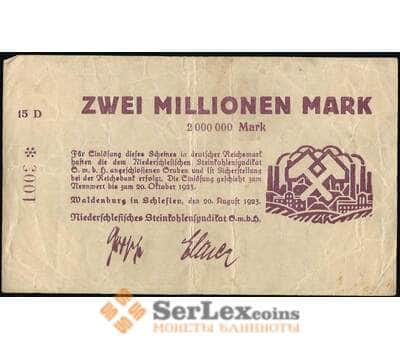 15 D
ZWEI MILLIONEN MARK
2 000 000 Mark
Für Einlösung dieses Scheines in deutscher Reichsmark
haften die dem Niederschlesischen Steinkohlensyndikat
G. m. b. H. angeschlossenen Gruben und ist Sicherstellung
bei der Reichsbank erfolgt. Die Einlösung geschieht zum
Nennwert bis zum 20. Oktober 1923.
Waldenburg in Schlesien, den 20. August 1923.
Niederschlesisches Steinkohlensyndikat G.m.b.H.
3001 *
SerLexcoins
МОНЕТЫ БАНКНОТЫ